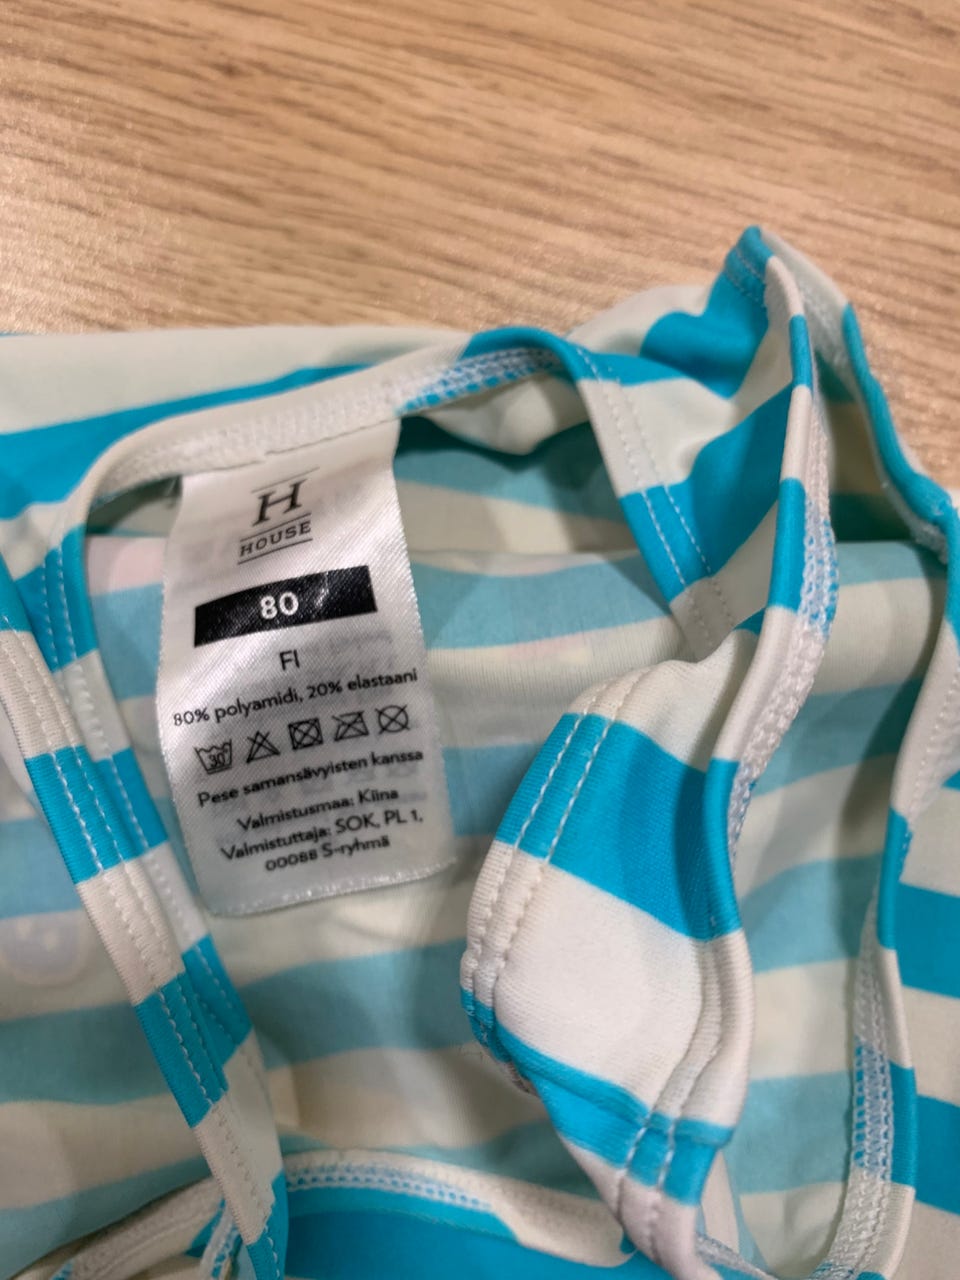 H
HOUSE
80
FI
80% polyamidi, 20% elastaani
30
Pese samansävyisten kanssa
Valmistusmaa: Kiina
Valmistuttaja: SOK, PL 1,
00088 S-ryhmä